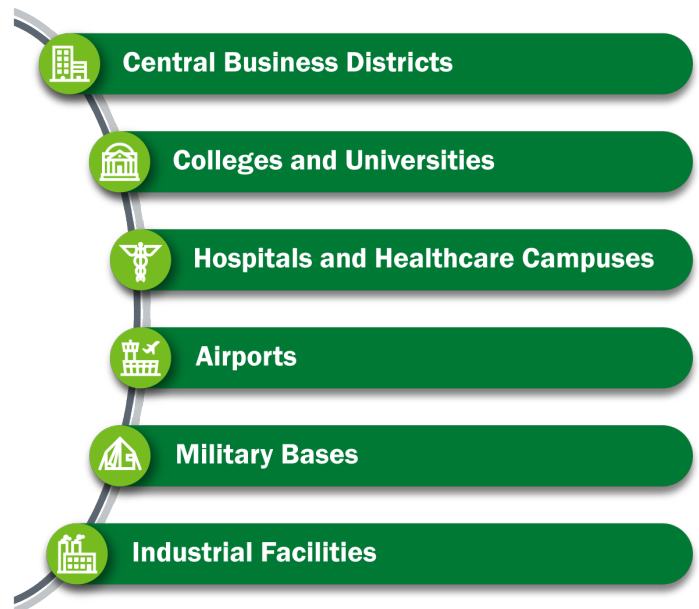 Central Business Districts
Colleges and Universities
Hospitals and Healthcare Campuses
Airports
Military Bases
Industrial Facilities